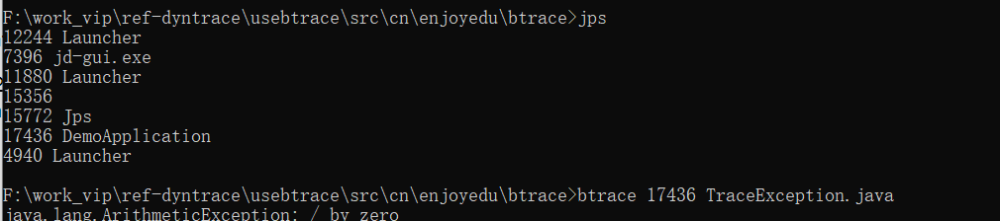 F:\work_vip\ref-dyntrace\usebtrace\src\cn\enjoyedu\btrace>jps
12244 Launcher
7396 jd-gui.exe
11880 Launcher
15356
15772 Jps
17436 DemoApplication
4940 Launcher
F:\work_vip\ref-dyntrace\usebtrace\src\cn\enjoyedu\btrace>btrace 17436 TraceException.java
java.lang.ArithmeticException: / by zero